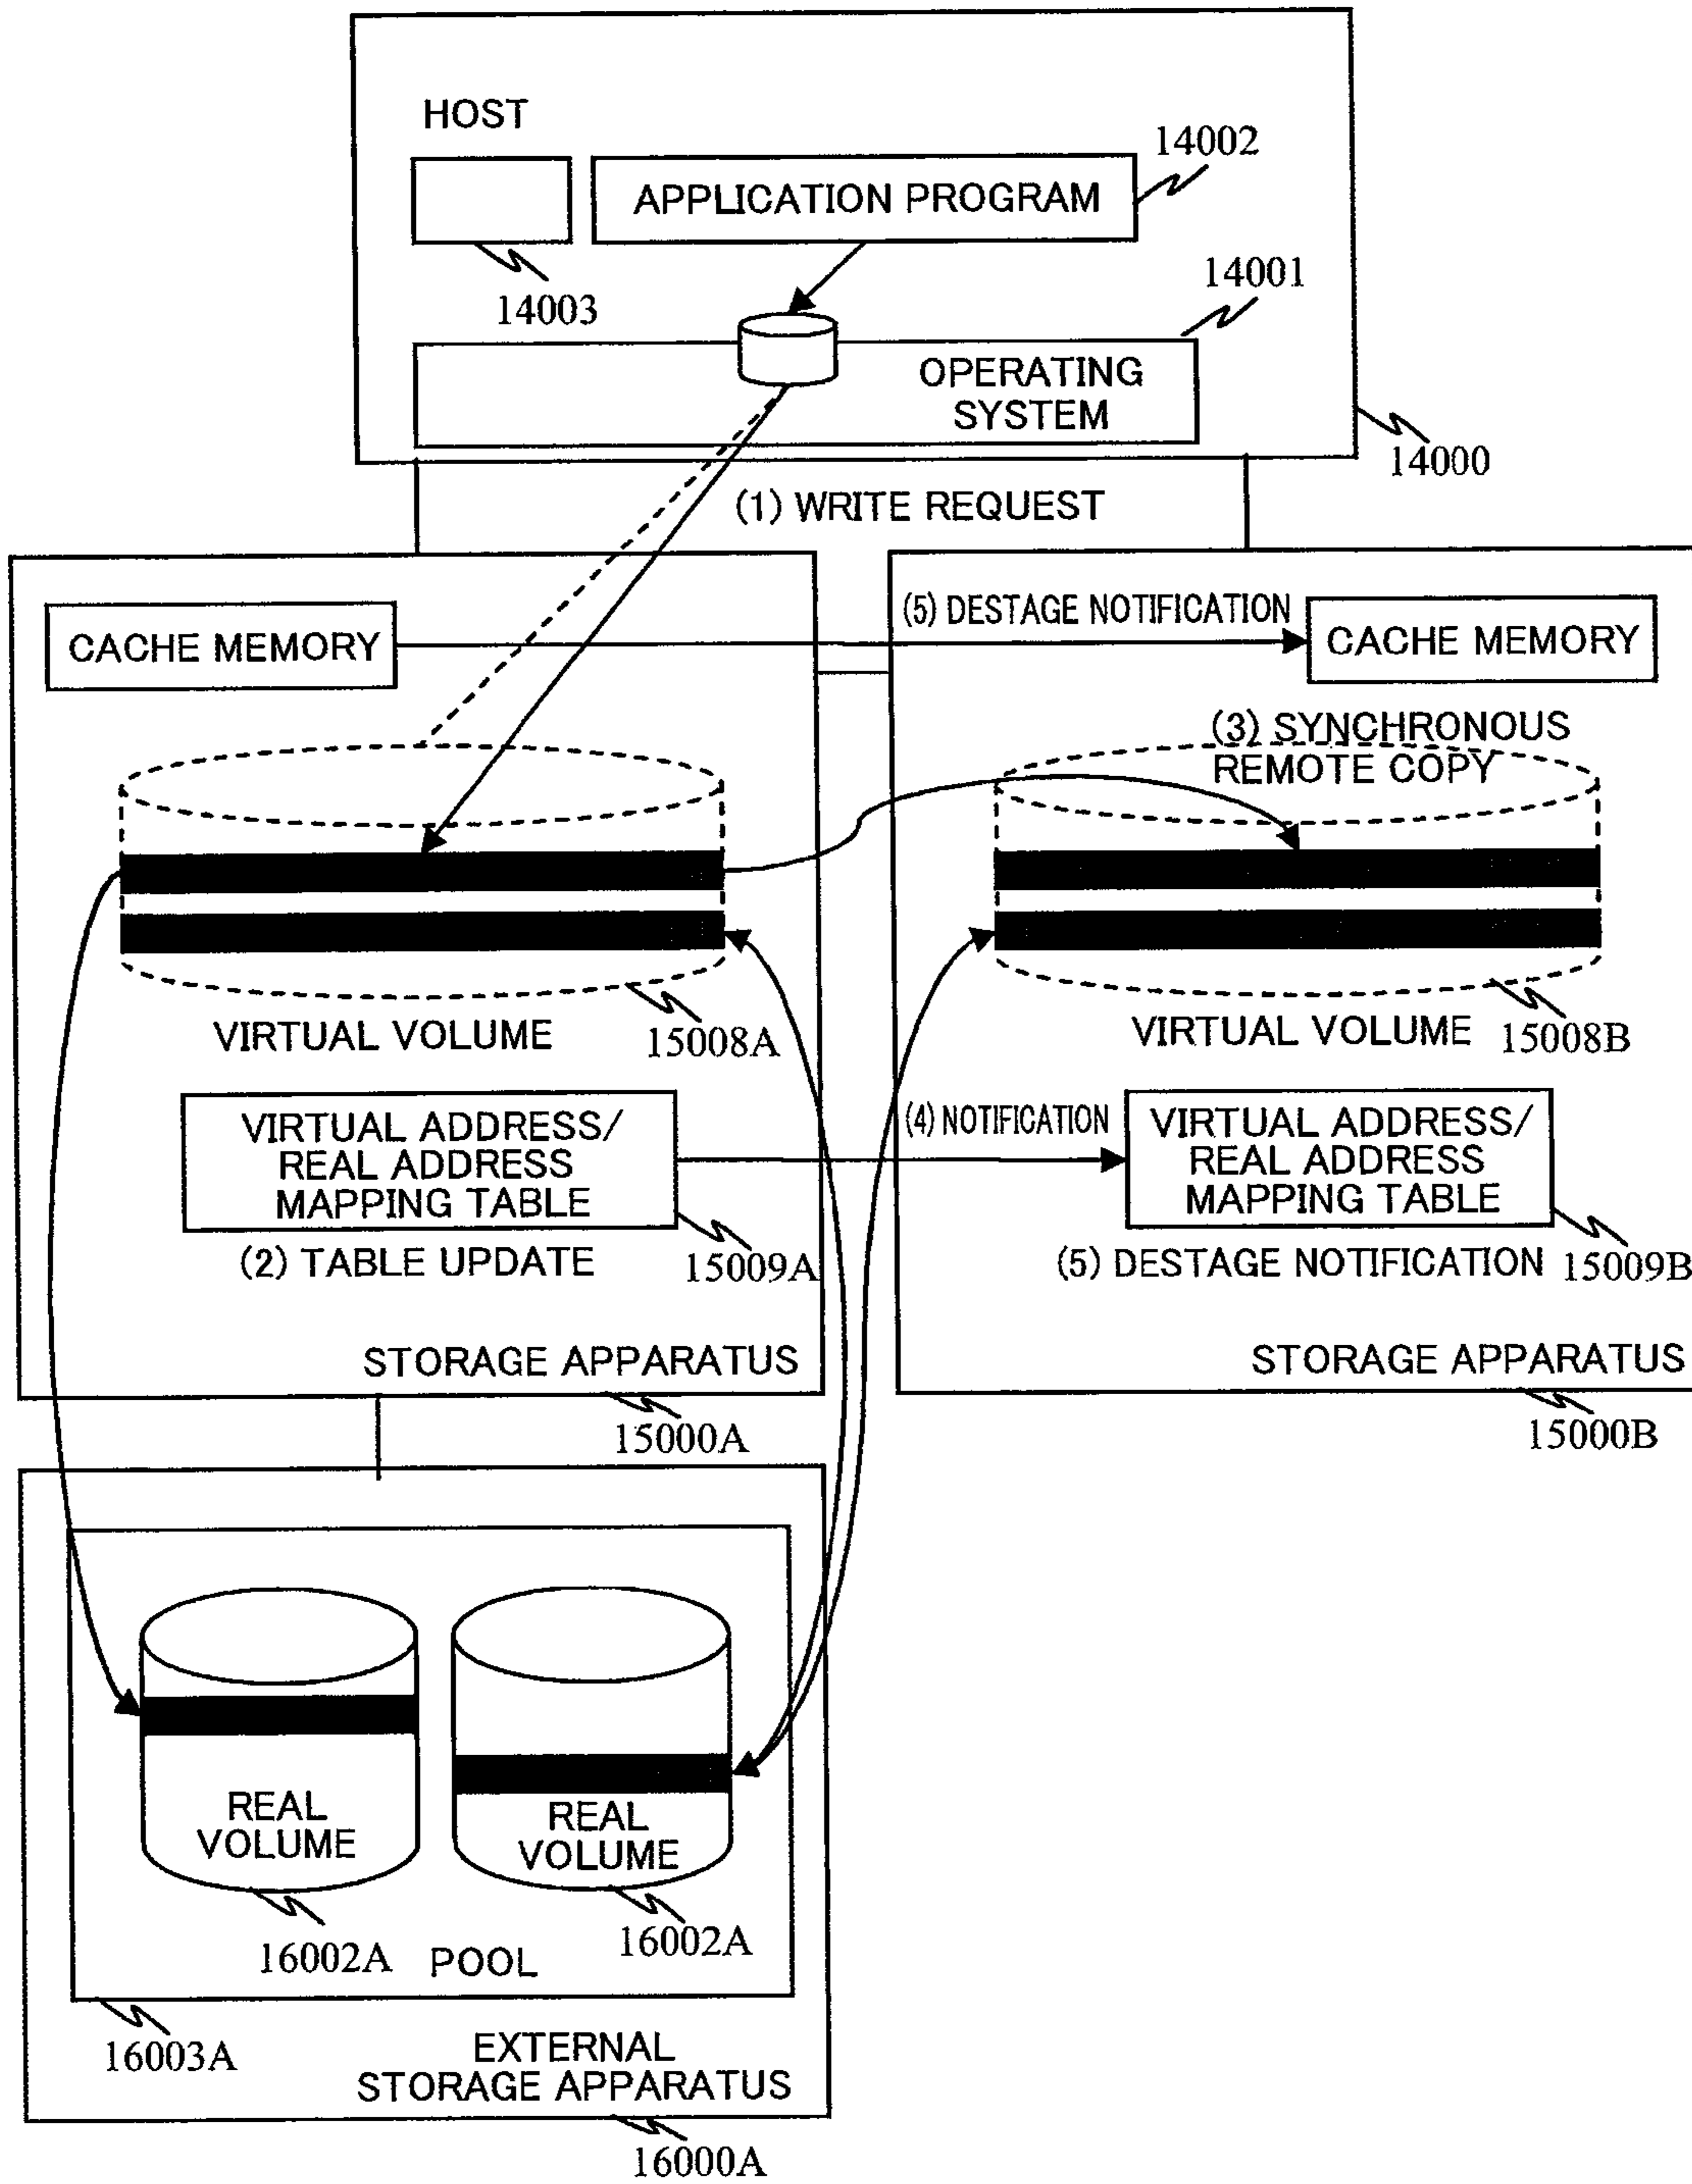 HOST
14002
APPLICATION PROGRAM
14003
14001
OPERATING
SYSTEM
14000
(1) WRITE REQUEST
CACHE MEMORY
(5) DESTAGE NOTIFICATION
CACHE MEMORY
(3) SYNCHRONOUS
REMOTE COPY
VIRTUAL VOLUME
15008A
VIRTUAL VOLUME
15008B
VIRTUAL ADDRESS/
REAL ADDRESS
MAPPING TABLE
(4) NOTIFICATION
VIRTUAL ADDRESS/
REAL ADDRESS
MAPPING TABLE
(2) TABLE UPDATE
15009A
(5) DESTAGE NOTIFICATION
15009B
STORAGE APPARATUS
15000A
STORAGE APPARATUS
15000B
REAL
VOLUME
REAL
VOLUME
16002A
POOL
16002A
16003A
EXTERNAL
STORAGE APPARATUS
16000A